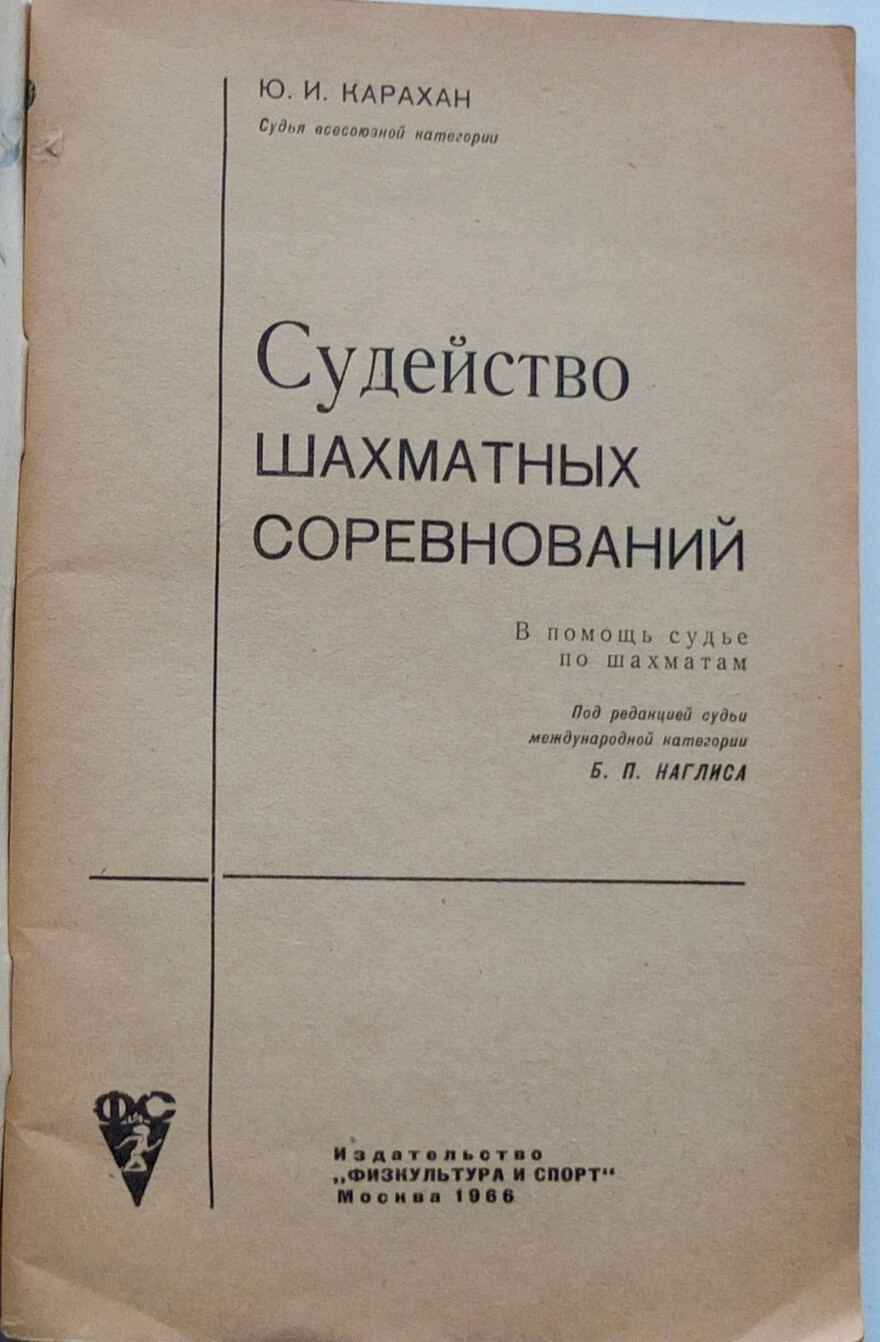 Ю. И. КАРАХАН
Судья всесоюзной категории
Судейство
ШАХМАТНЫХ
СОРЕВНОВАНИЙ
В помощь судье
по шахматам
Под редакцией судьи
международной категории
Б. П. НАГЛИСА
ФС
Издательство
„ФИЗКУЛЬТУРА И СПОРТ“
Москва 1966